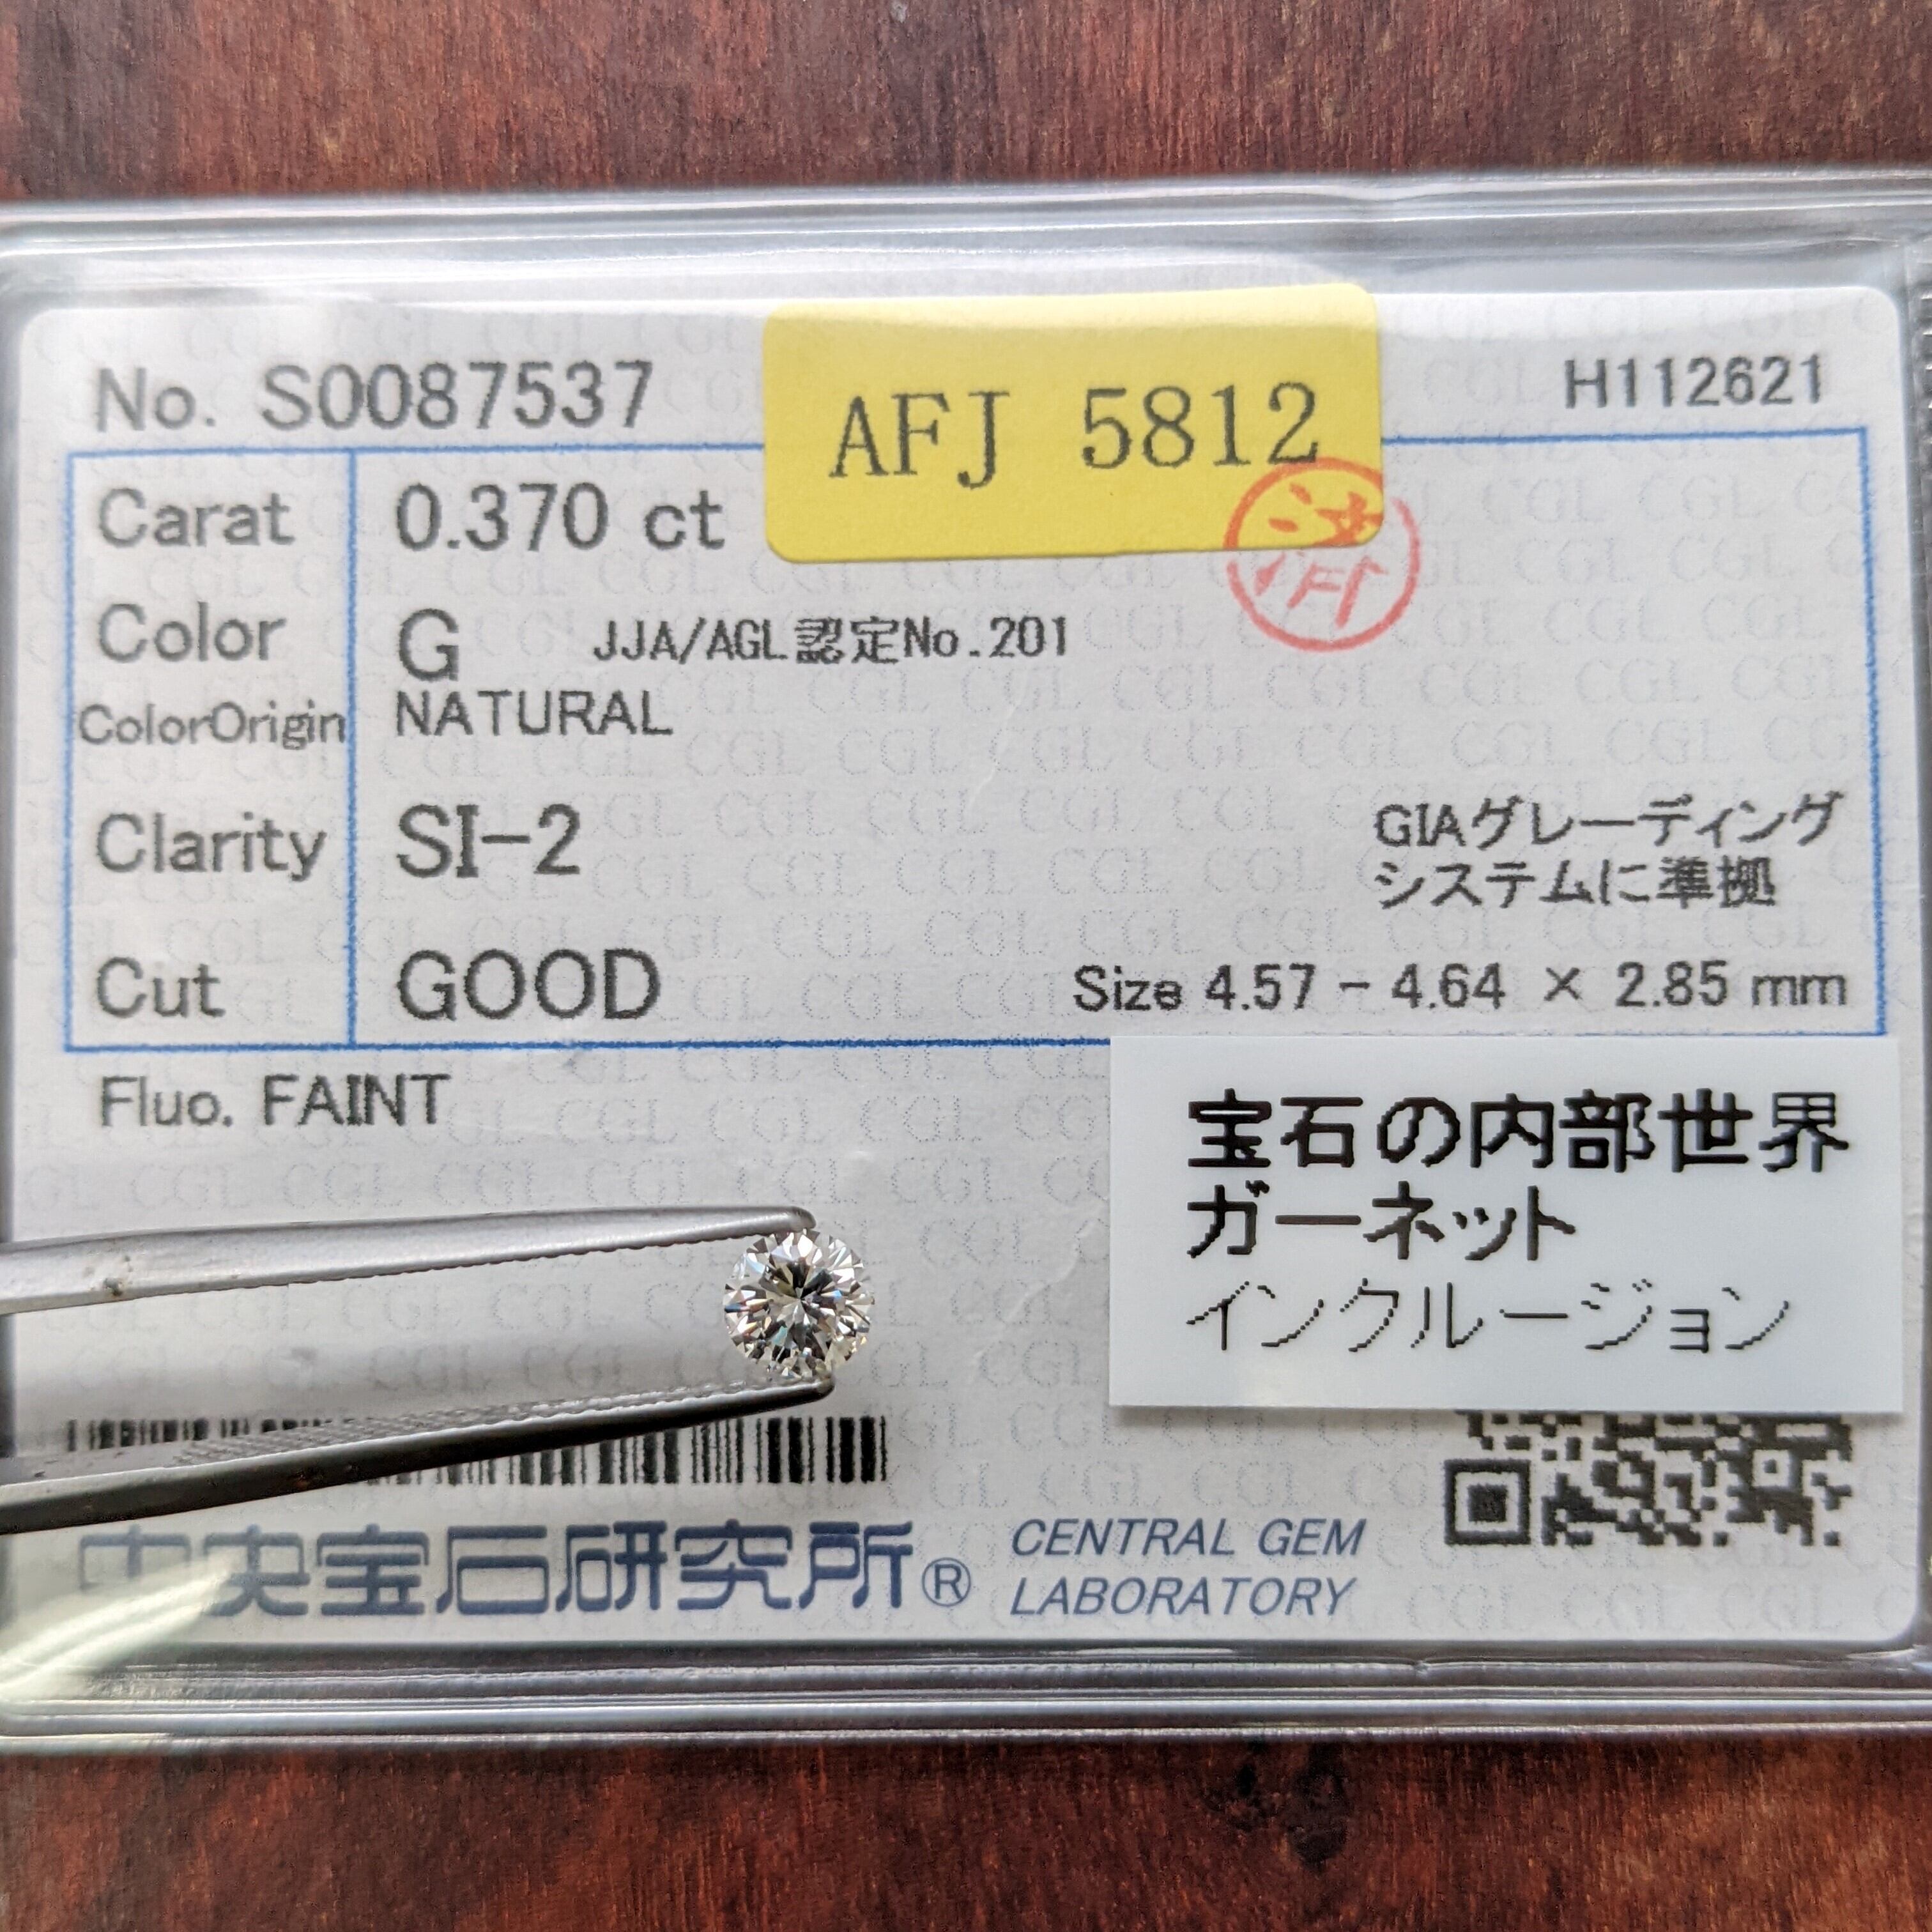 No. S0087537
AFJ 5812
H112621
済
Carat 0.370 ct
Color G JJA/AGL認定No.201
ColorOrigin NATURAL
Clarity SI-2
GIAグレーディング
システムに準拠
Cut GOOD Size 4.57 - 4.64 × 2.85 mm
Fluo. FAINT
宝石の内部世界
ガーネット
インクルージョン
中央宝石研究所®
CENTRAL GEM
LABORATORY